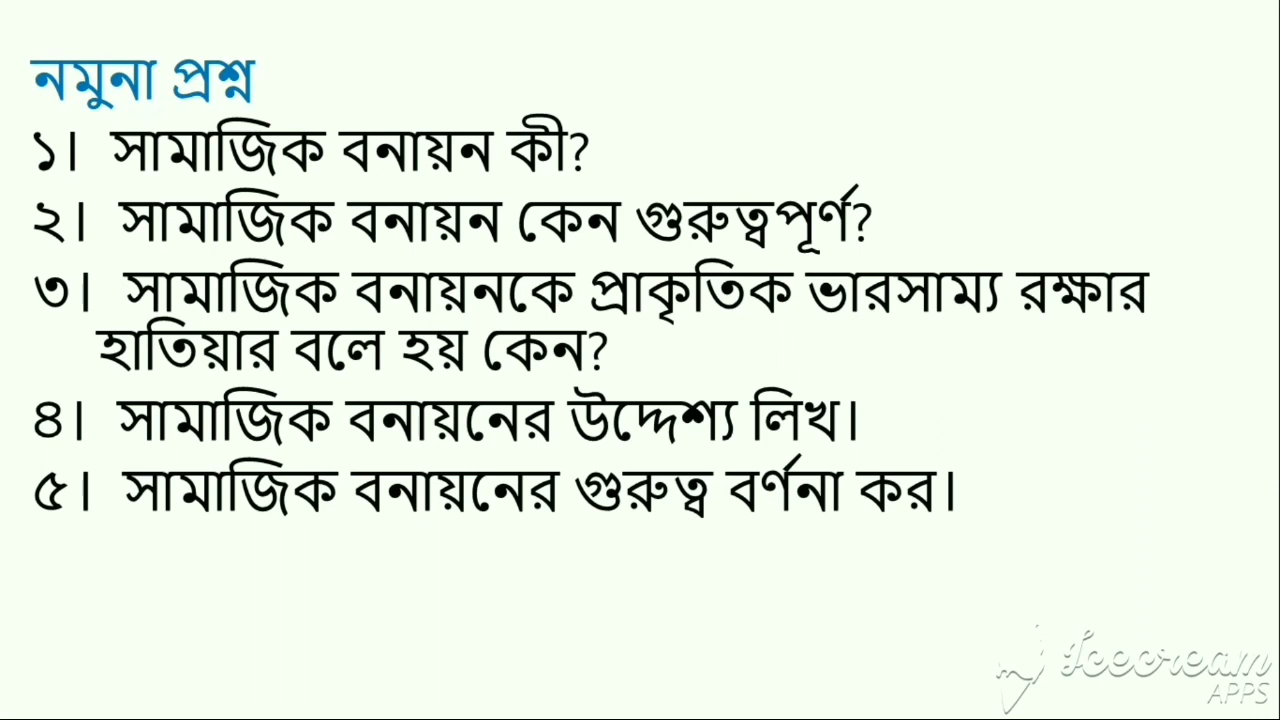 নমুনা প্রশ্ন
১। সামাজিক বনায়ন কী?
২। সামাজিক বনায়ন কেন গুরুত্বপূর্ণ?
৩। সামাজিক বনায়নকে প্রাকৃতিক ভারসাম্য রক্ষার
হাতিয়ার বলে হয় কেন?
৪। সামাজিক বনায়নের উদ্দেশ্য লিখ।
৫। সামাজিক বনায়নের গুরুত্ব বর্ণনা কর।
Icecream
APPS